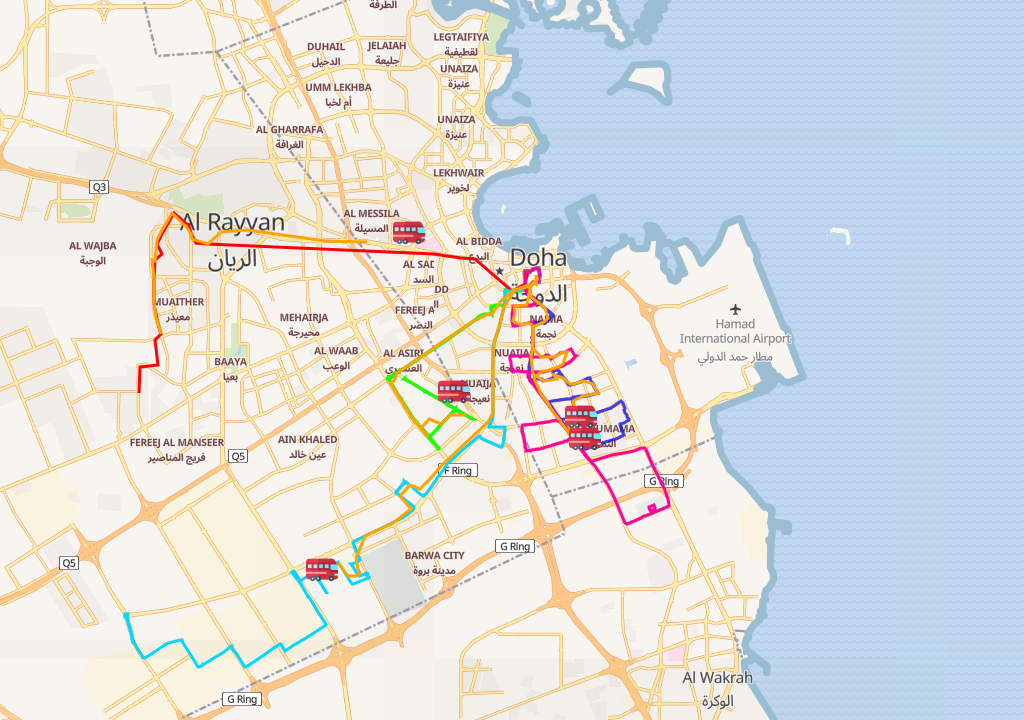 الطرفة
DUHAIL
الدحيل
JELAIAH
جليعة
LEGTAIFIYA
لقطيفية
UNAIZA
عنيزة
UMM LEKHBA
أم لخبا
UNAIZA
عنيزة
AL GHARRAFA
الغرافة
LEKHWAIR
لخوير
Q3
AL MESSILA
المسيلة
Al Rayyan
الريان
AL WAJBA
الوجبة
AL BIDDA
البدع
Doha
الدوحة
AL SAD
السد
DD
MUAITHER
معيذر
MEHAIRJA
محيرجة
FEREEJ A
النصر
NAJMA
نجمة
Hamad
International Airport
مطار حمد الدولي
AL WAAB
الوعب
AL ASIRI
العسيري
NUAIJA
نعيجة
BAAYA
بعيا
NUAIJA
نعيجة
UMAMA
FEREEJ AL MANSEER
فريج المناصير
AIN KHALED
عين خالد
Q5
F Ring
G Ring
G Ring
BARWA CITY
مدينة بروة
Q5
G Ring
Al Wakrah
الوكرة